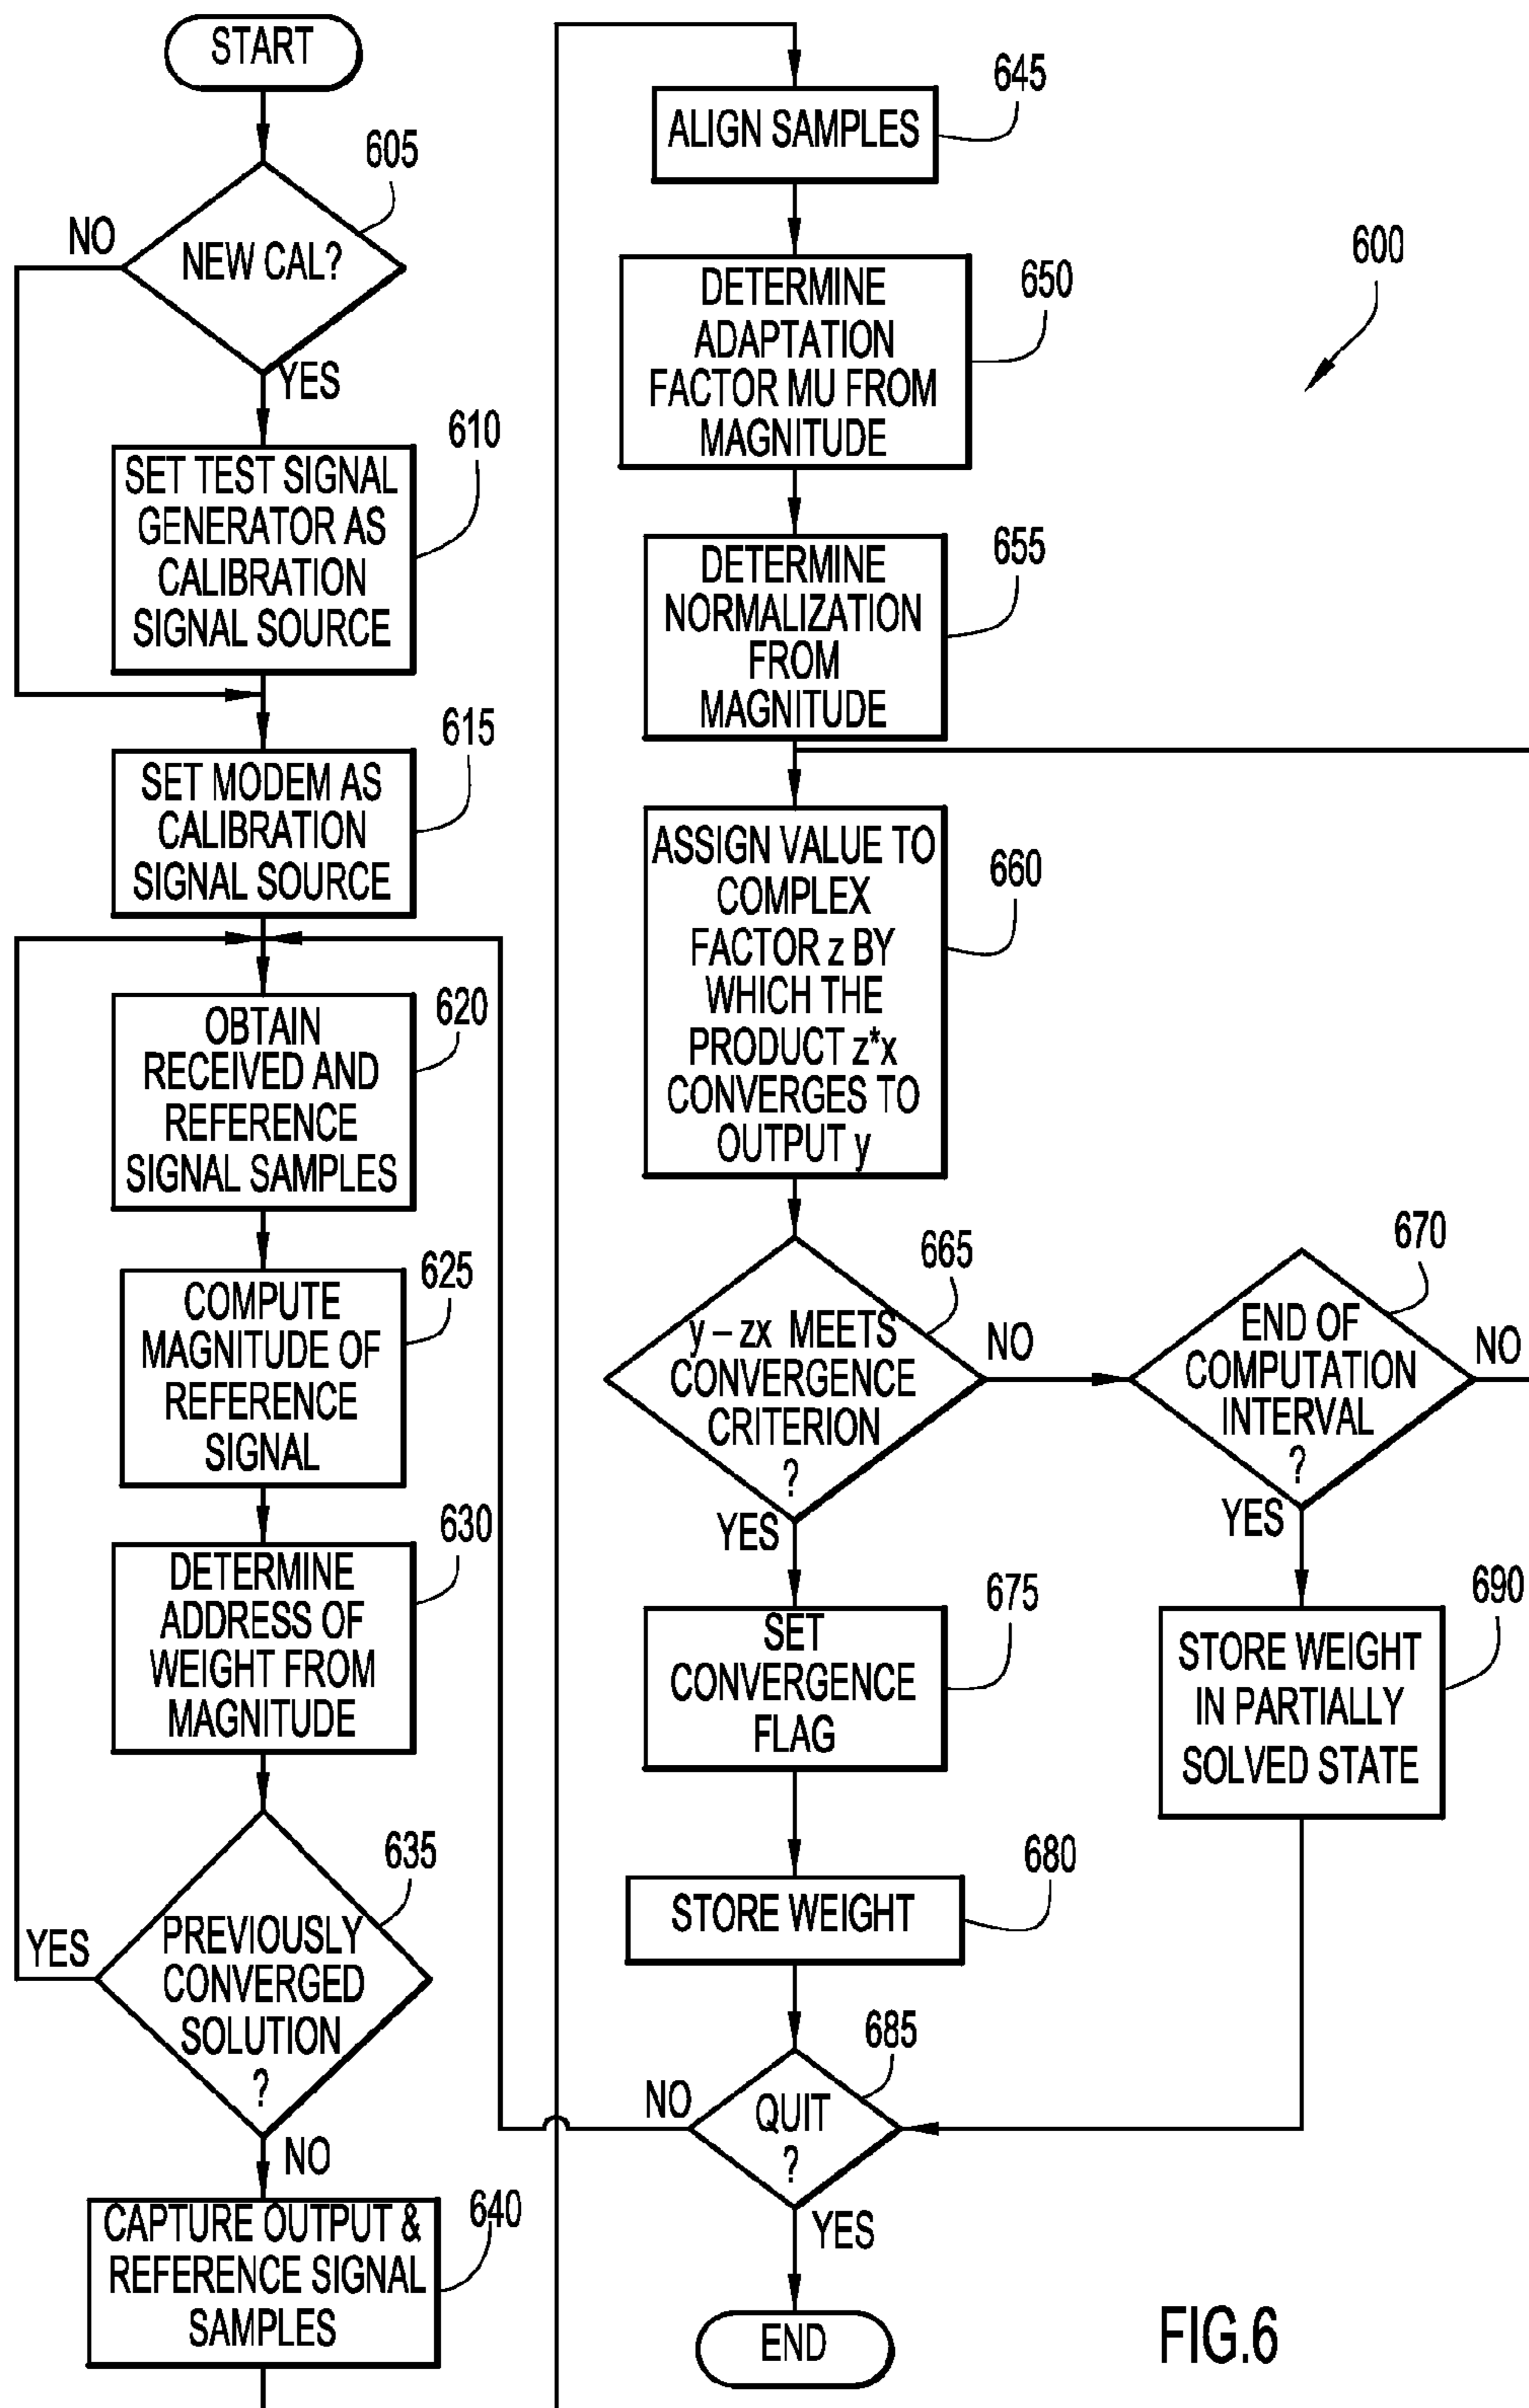 START
605
NO
NEW CAL?
YES
610
SET TEST SIGNAL
GENERATOR AS
CALIBRATION
SIGNAL SOURCE
615
SET MODEM AS
CALIBRATION
SIGNAL SOURCE
620
OBTAIN
RECEIVED AND
REFERENCE
SIGNAL SAMPLES
625
COMPUTE
MAGNITUDE OF
REFERENCE
SIGNAL
630
DETERMINE
ADDRESS OF
WEIGHT FROM
MAGNITUDE
635
YES
PREVIOUSLY
CONVERGED
SOLUTION
?
NO
640
CAPTURE OUTPUT &
REFERENCE SIGNAL
SAMPLES
645
ALIGN SAMPLES
600
650
DETERMINE
ADAPTATION
FACTOR MU FROM
MAGNITUDE
655
DETERMINE
NORMALIZATION
FROM
MAGNITUDE
660
ASSIGN VALUE TO
COMPLEX
FACTOR z BY
WHICH THE
PRODUCT z*x
CONVERGES TO
OUTPUT y
665
y – zx MEETS
CONVERGENCE
CRITERION
?
NO
YES
670
END OF
COMPUTATION
INTERVAL
?
NO
YES
675
SET
CONVERGENCE
FLAG
690
STORE WEIGHT
IN PARTIALLY
SOLVED STATE
680
STORE WEIGHT
685
NO
QUIT
?
YES
END
FIG.6